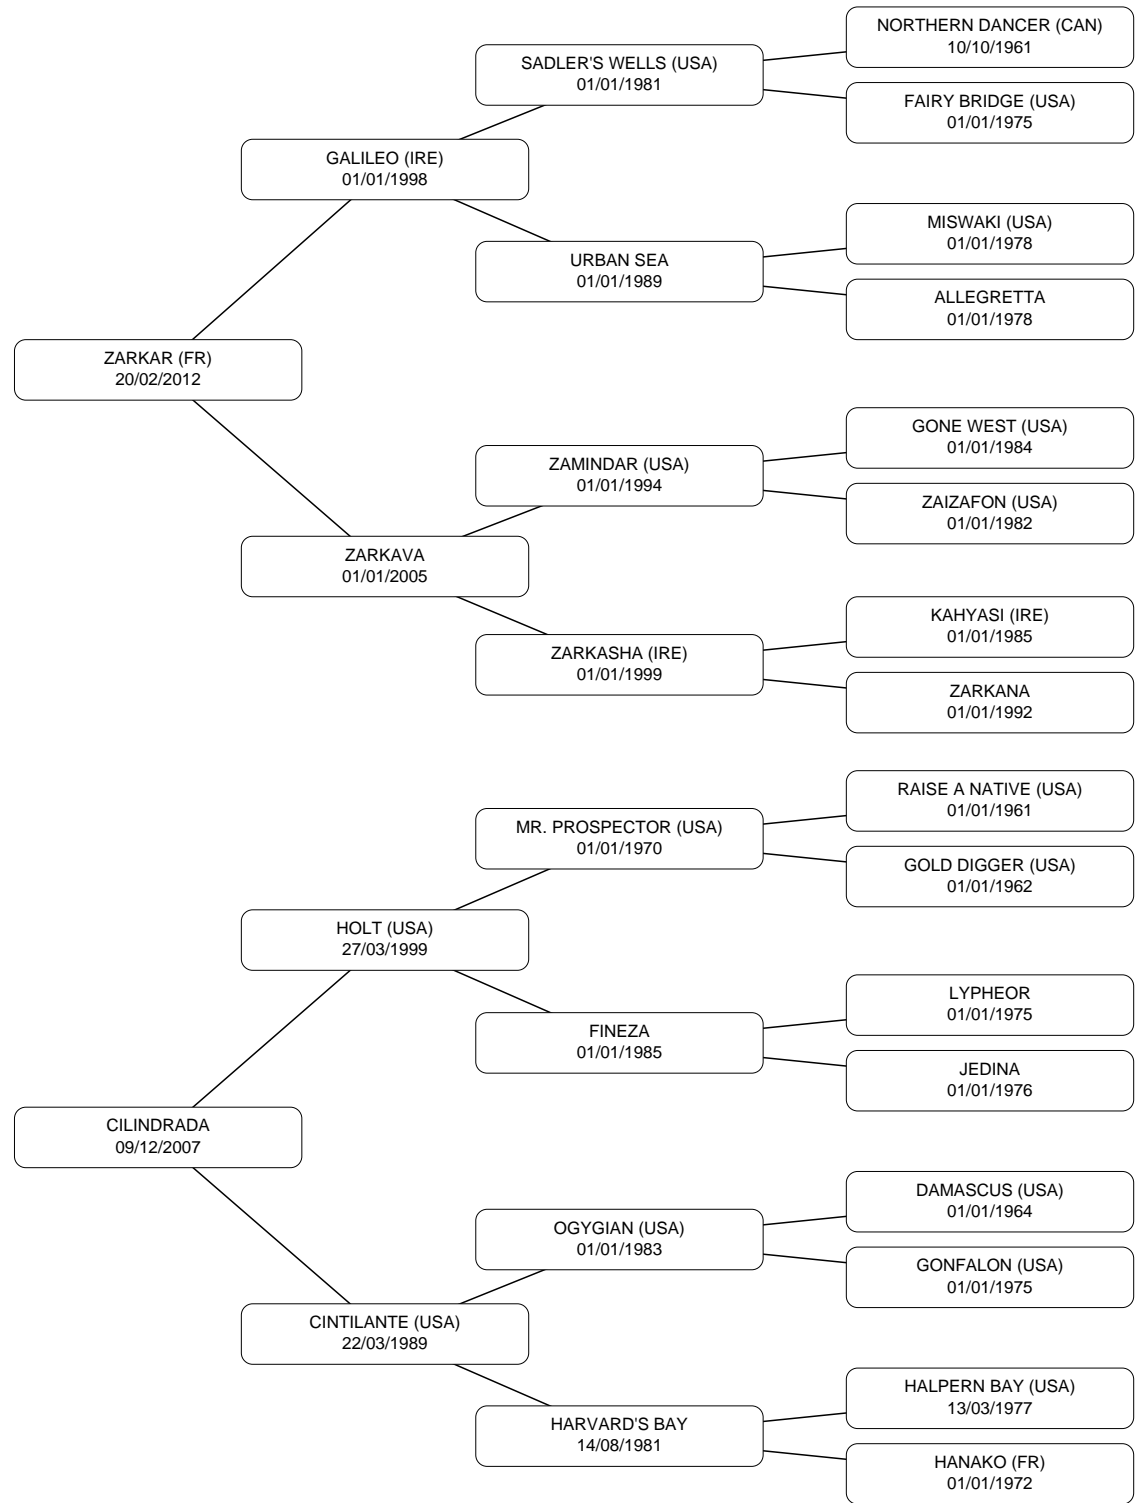 NORTHERN DANCER (CAN)
10/10/1961
SADLER'S WELLS (USA)
01/01/1981
FAIRY BRIDGE (USA)
01/01/1975
GALILEO (IRE)
01/01/1998
MISWAKI (USA)
01/01/1978
URBAN SEA
01/01/1989
ALLEGRETTA
01/01/1978
ZARKAR (FR)
20/02/2012
GONE WEST (USA)
01/01/1984
ZAMINDAR (USA)
01/01/1994
ZAIZAFON (USA)
01/01/1982
ZARKAVA
01/01/2005
KAHYASI (IRE)
01/01/1985
ZARKASHA (IRE)
01/01/1999
ZARKANA
01/01/1992
RAISE A NATIVE (USA)
01/01/1961
MR. PROSPECTOR (USA)
01/01/1970
GOLD DIGGER (USA)
01/01/1962
HOLT (USA)
27/03/1999
LYPHEOR
01/01/1975
FINEZA
01/01/1985
JEDINA
01/01/1976
CILINDRADA
09/12/2007
DAMASCUS (USA)
01/01/1964
OGYGIAN (USA)
01/01/1983
GONFALON (USA)
01/01/1975
CINTILANTE (USA)
22/03/1989
HALPERN BAY (USA)
13/03/1977
HARVARD'S BAY
14/08/1981
HANAKO (FR)
01/01/1972